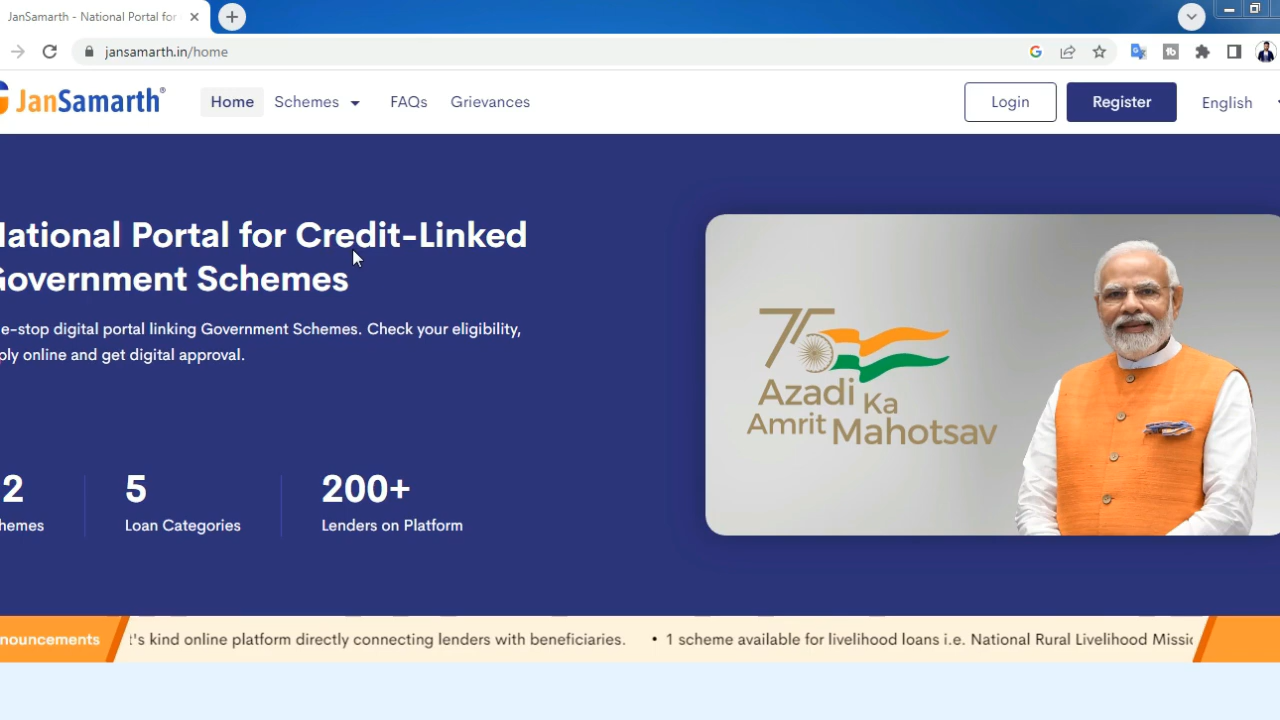 JanSamarth - National Portal for
jansamarth.in/home
JanSamarth®
Home
Schemes
FAQs
Grievances
Login
Register
English
National Portal for Credit-Linked
Government Schemes
e-stop digital portal linking Government Schemes. Check your eligibility,
ply online and get digital approval.
2
hemes
5
Loan Categories
200+
Lenders on Platform
75
Azadi Ka
Amrit Mahotsav
nouncements
t's kind online platform directly connecting lenders with beneficiaries.
• 1 scheme available for livelihood loans i.e. National Rural Livelihood Missic